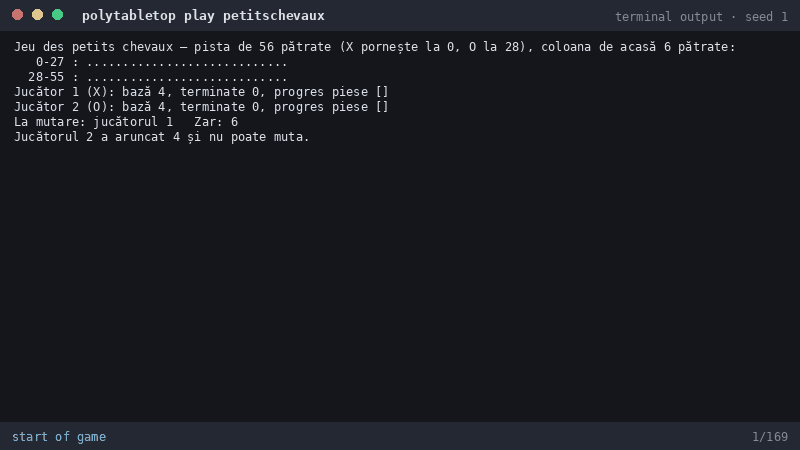 polytabletop play petitschevaux
terminal output · seed 1
Jeu des petits chevaux — pista de 56 pătrate (X pornește la 0, O la 28), coloana de acasă 6 pătrate:
0-27 : ............................
28-55 : ............................
Jucător 1 (X): bază 4, terminate 0, progres piese []
Jucător 2 (O): bază 4, terminate 0, progres piese []
La mutare: jucătorul 1   Zar: 6
Jucătorul 2 a aruncat 4 și nu poate muta.
start of game
1/169